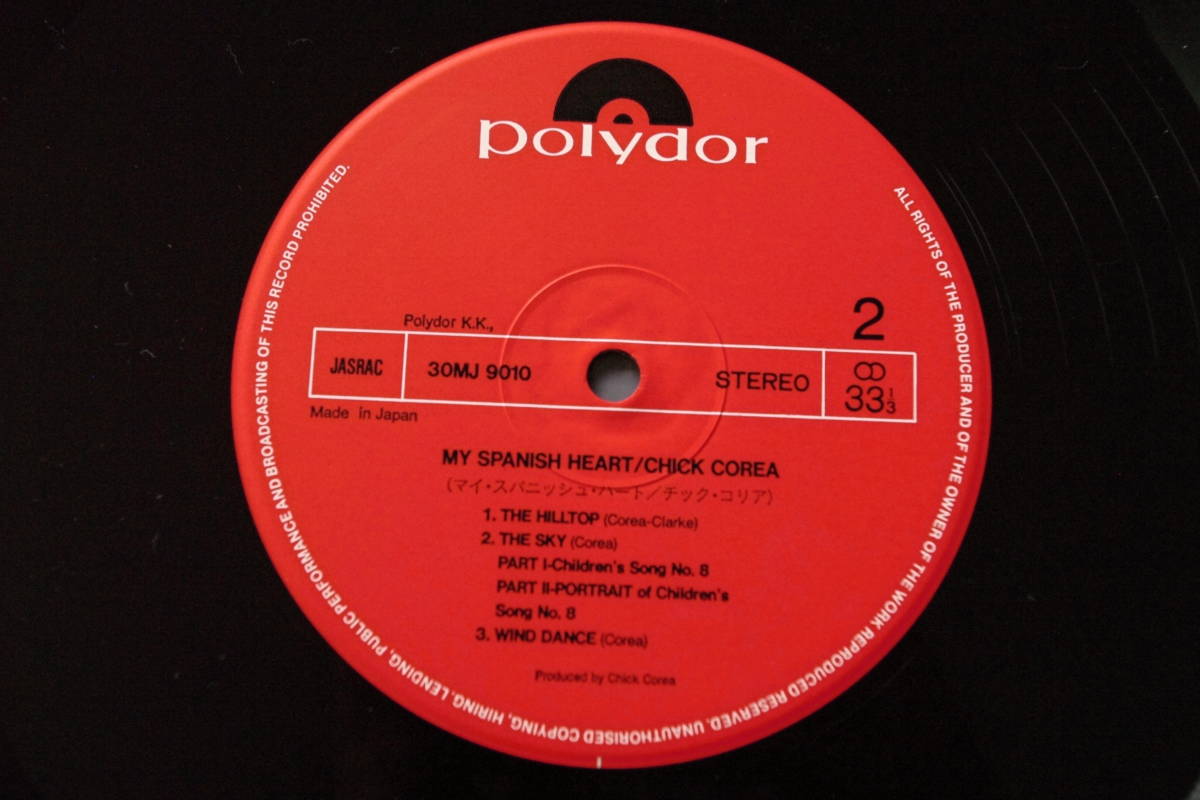 polydor
ALL RIGHTS OF THE PRODUCER AND OF THE OWNER OF THE WORK REPRODUCED RESERVED. UNAUTHORISED COPYING, HIRING, LENDING, PUBLIC PERFORMANCE AND BROADCASTING OF THIS RECORD PROHIBITED.
2
Polydor K.K.,
JASRAC 30MJ 9010 STEREO 33 1/3
Made in Japan
MY SPANISH HEART/CHICK COREA
(マイ・スパニッシュ・ハート/チック・コリア)
1. THE HILLTOP (Corea-Clarke)
2. THE SKY (Corea)
PART I-Children's Song No. 8
PART II-PORTRAIT of Children's
Song No. 8
3. WIND DANCE (Corea)
Produced by Chick Corea